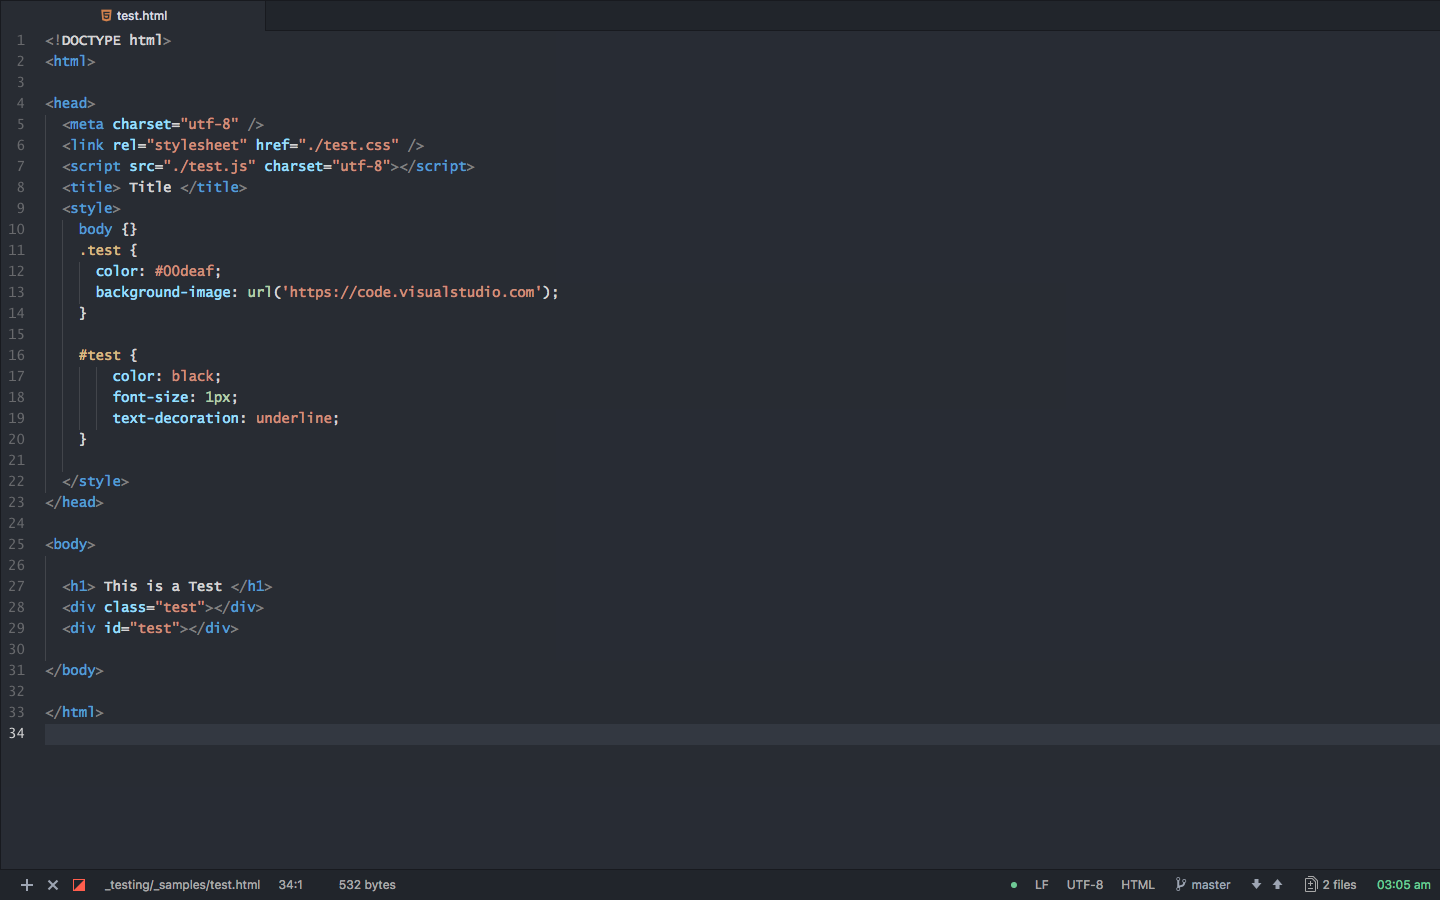 test.html
1 <!DOCTYPE html>
2 <html>
3
4 <head>
5 <meta charset="utf-8" />
6 <link rel="stylesheet" href="./test.css" />
7 <script src="./test.js" charset="utf-8"></script>
8 <title> Title </title>
9 <style>
10 body {}
11 .test {
12 color: #00deaf;
13 background-image: url('https://code.visualstudio.com');
14 }
15
16 #test {
17 color: black;
18 font-size: 1px;
19 text-decoration: underline;
20 }
21
22 </style>
23 </head>
24
25 <body>
26
27 <h1> This is a Test </h1>
28 <div class="test"></div>
29 <div id="test"></div>
30
31 </body>
32
33 </html>
34
_testing/_samples/test.html 34:1 532 bytes LF UTF-8 HTML master 2 files 03:05 am